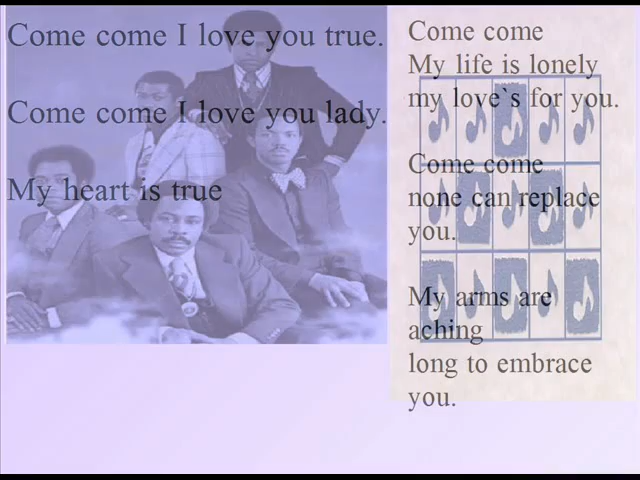 Come come I love you true.
Come come I love you lady.
My heart is true
Come come
My life is lonely
my love`s for you.
Come come
none can replace
you.
My arms are
aching
long to embrace
you.